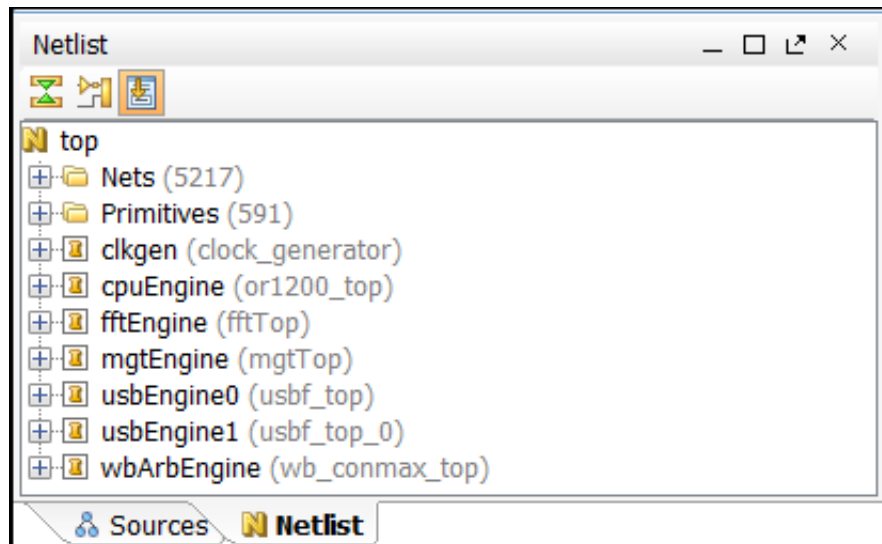 Netlist
top
Nets (5217)
Primitives (591)
clkgen (clock_generator)
cpuEngine (or1200_top)
fftEngine (fftTop)
mgtEngine (mgtTop)
usbEngine0 (usbf_top)
usbEngine1 (usbf_top_0)
wbArbEngine (wb_conmax_top)
Sources Netlist